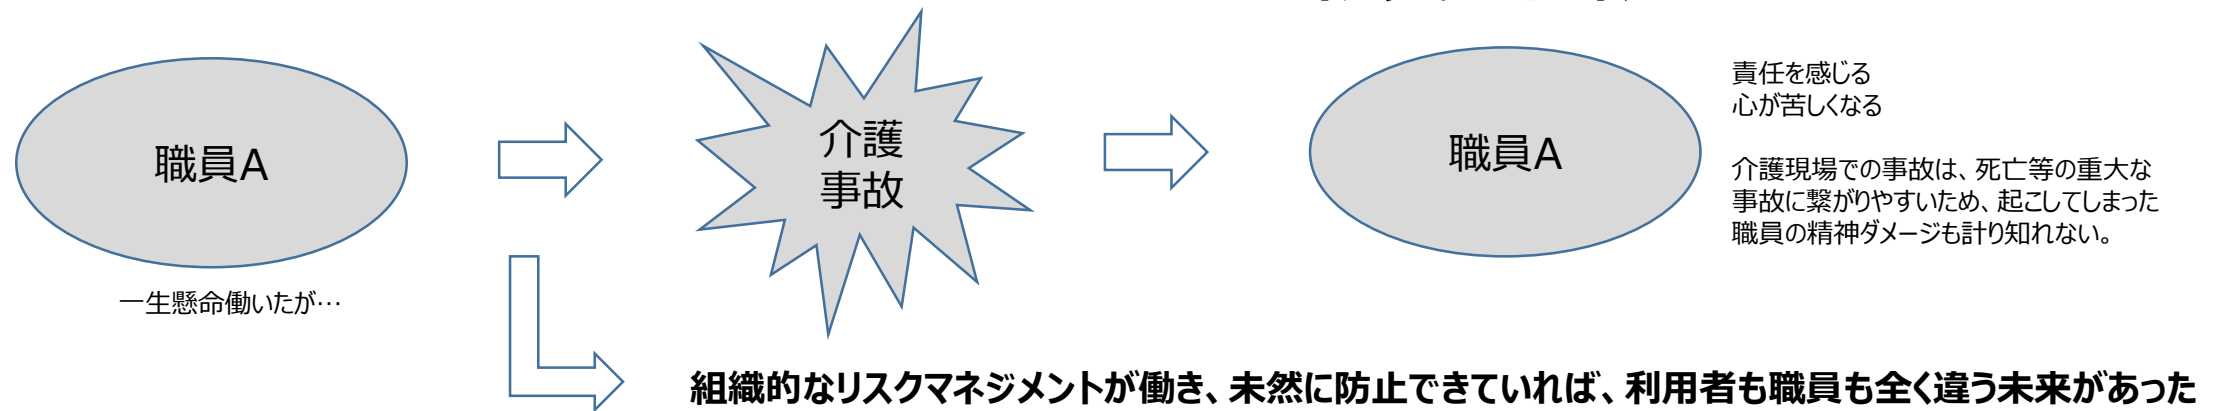 職員A
一生懸命働いたが…
介護
事故
職員A
責任を感じる
心が苦しくなる
介護現場での事故は、死亡等の重大な
事故に繋がりやすいため、起こしてしまった
職員の精神ダメージも計り知れない。
組織的なリスクマネジメントが働き、未然に防止できていれば、利用者も職員も全く違う未来があった